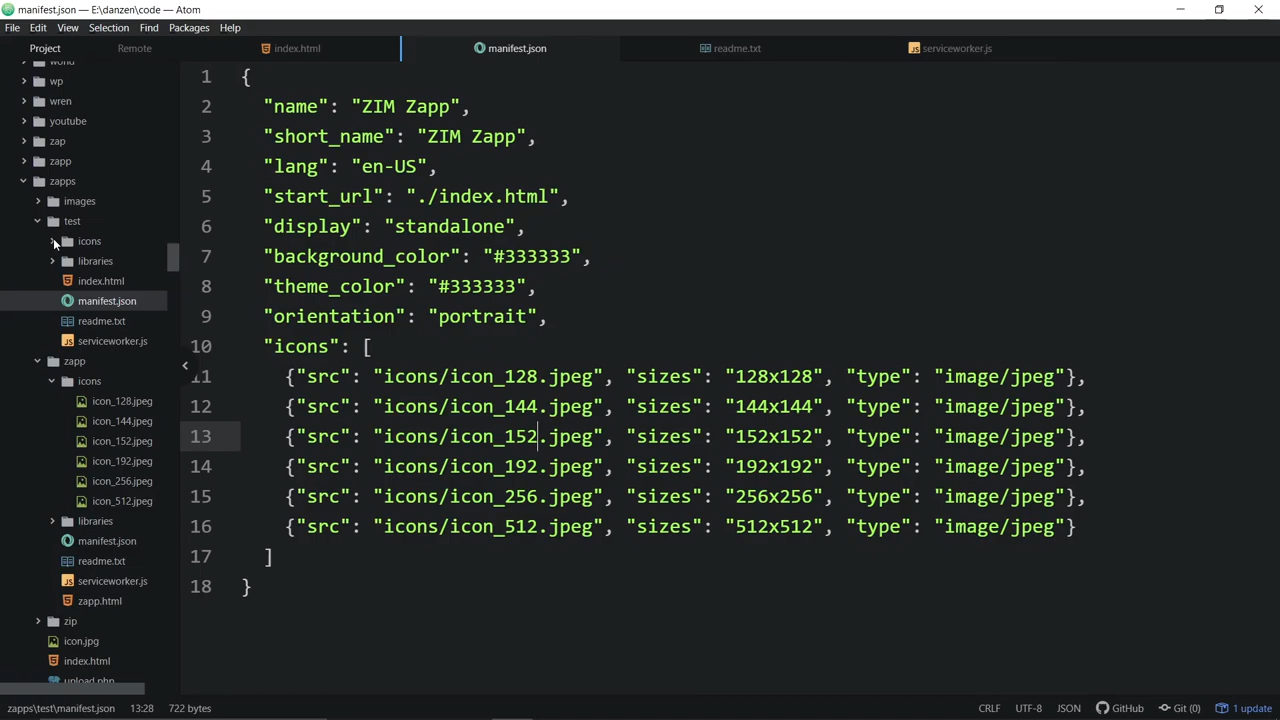 manifest.json — E:\danzen\code — Atom
File Edit View Selection Find Packages Help
Project Remote index.html manifest.json readme.txt serviceworker.js
world
wp
wren
youtube
zap
zapp
zapps
images
test
icons
libraries
index.html
manifest.json
readme.txt
serviceworker.js
zapp
icons
icon_128.jpeg
icon_144.jpeg
icon_152.jpeg
icon_192.jpeg
icon_256.jpeg
icon_512.jpeg
libraries
manifest.json
readme.txt
serviceworker.js
zapp.html
zip
icon.jpg
index.html
upload.php
1 {
2 "name": "ZIM Zapp",
3 "short_name": "ZIM Zapp",
4 "lang": "en-US",
5 "start_url": "./index.html",
6 "display": "standalone",
7 "background_color": "#333333",
8 "theme_color": "#333333",
9 "orientation": "portrait",
10 "icons": [
11 {"src": "icons/icon_128.jpeg", "sizes": "128x128", "type": "image/jpeg"},
12 {"src": "icons/icon_144.jpeg", "sizes": "144x144", "type": "image/jpeg"},
13 {"src": "icons/icon_152.jpeg", "sizes": "152x152", "type": "image/jpeg"},
14 {"src": "icons/icon_192.jpeg", "sizes": "192x192", "type": "image/jpeg"},
15 {"src": "icons/icon_256.jpeg", "sizes": "256x256", "type": "image/jpeg"},
16 {"src": "icons/icon_512.jpeg", "sizes": "512x512", "type": "image/jpeg"}
17 ]
18 }
zapps\test\manifest.json 13:28 722 bytes CRLF UTF-8 JSON GitHub Git (0) 1 update